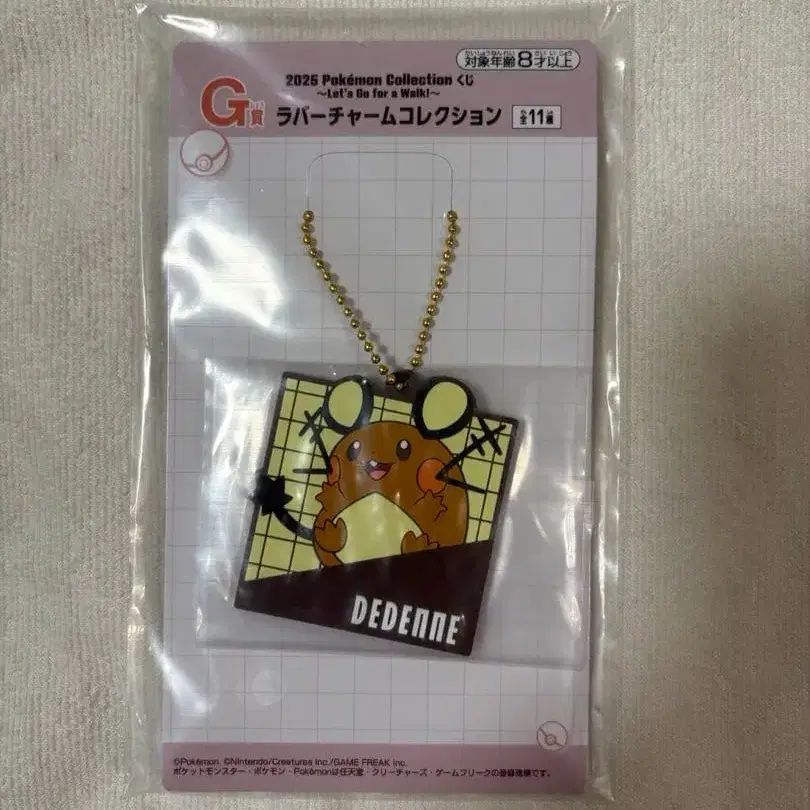 対象年齢8才以上
2025 Pokémon Collection くじ
～Let's Go for a Walk!～
G賞 ラバーチャームコレクション 全11種
DEDENNE
©Pokémon. ©Nintendo/Creatures Inc./GAME FREAK inc.
ポケットモンスター・ポケモン・Pokémonは任天堂・クリーチャーズ・ゲームフリークの登録商標です。